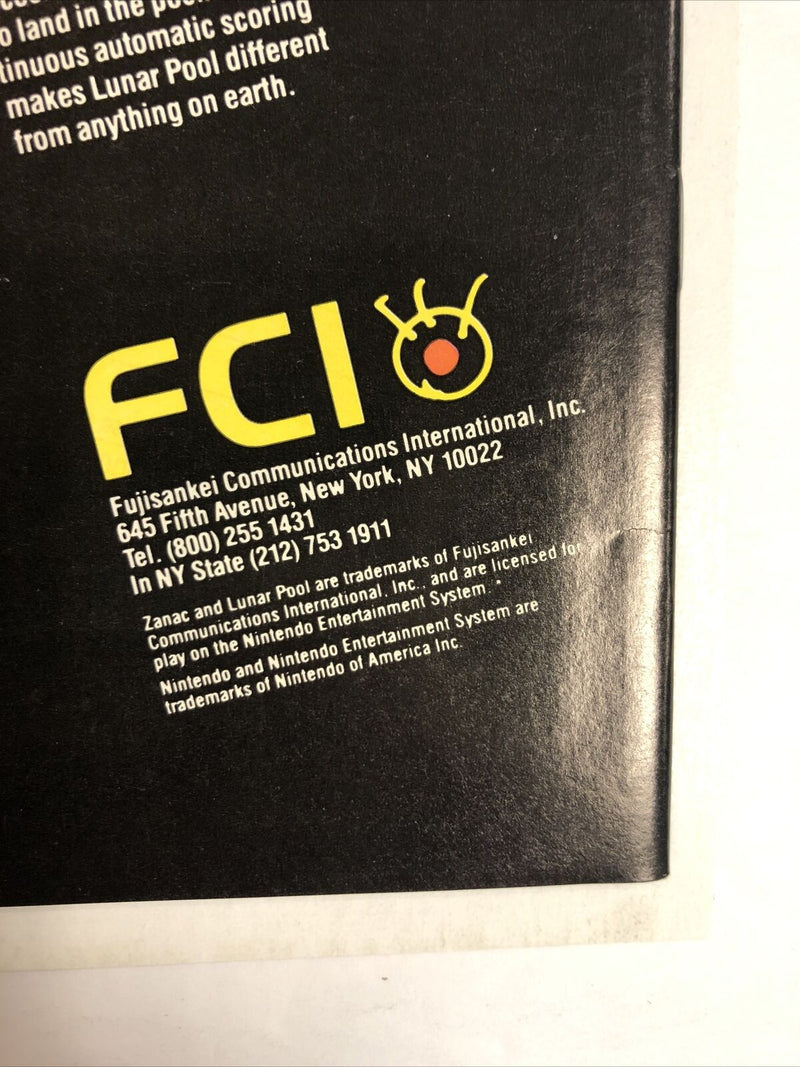 o land in the
tinuous automatic scoring
makes Lunar Pool different
from anything on earth.
FCI
Fujisankei Communications International, Inc.
645 Fifth Avenue, New York, NY 10022
Tel. (800) 255 1431
In NY State (212) 753 1911
Zanac and Lunar Pool are trademarks of Fujisankei
Communications International, Inc., and are licensed for
play on the Nintendo Entertainment System.*
Nintendo and Nintendo Entertainment System are
trademarks of Nintendo of America Inc.